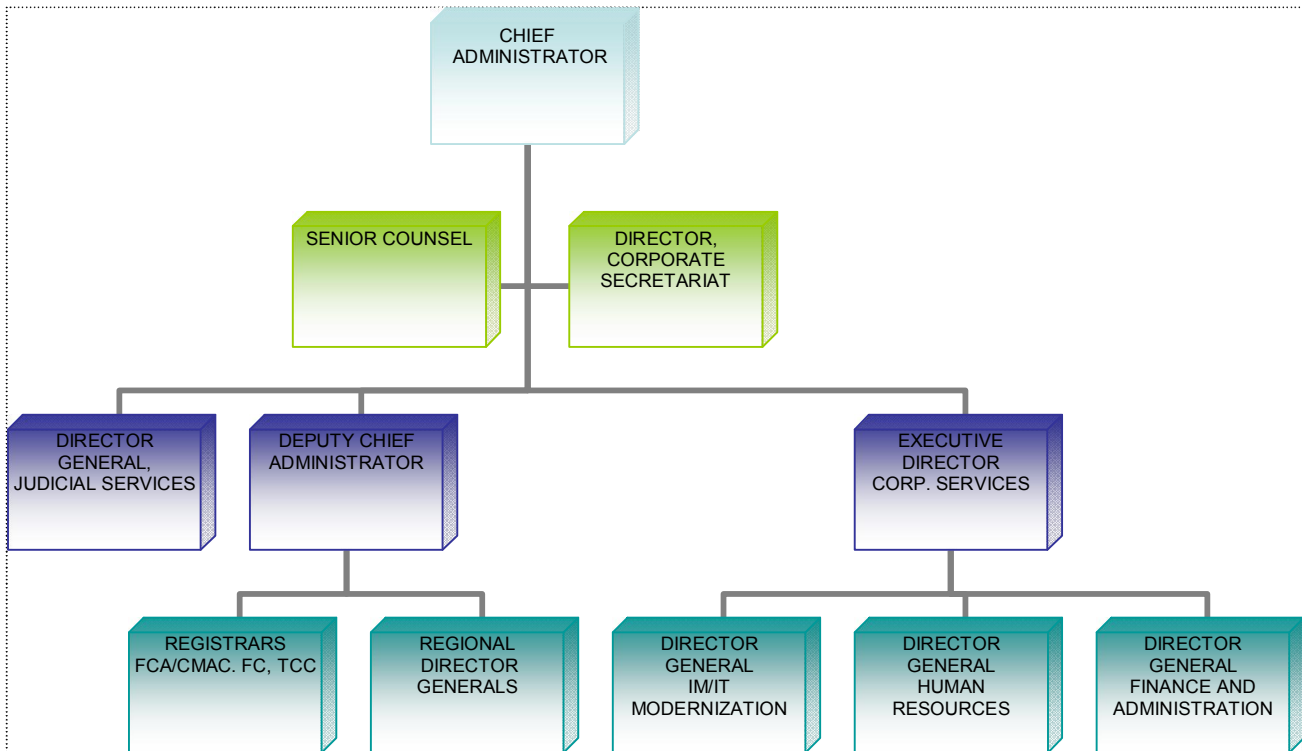 CHIEF
ADMINISTRATOR
SENIOR COUNSEL
DIRECTOR,
CORPORATE
SECRETARIAT
DIRECTOR
GENERAL,
JUDICIAL SERVICES
DEPUTY CHIEF
ADMINISTRATOR
EXECUTIVE
DIRECTOR
CORP. SERVICES
REGISTRARS
FCA/CMAC. FC, TCC
REGIONAL
DIRECTOR
GENERALS
DIRECTOR
GENERAL
IM/IT
MODERNIZATION
DIRECTOR
GENERAL
HUMAN
RESOURCES
DIRECTOR
GENERAL
FINANCE AND
ADMINISTRATION